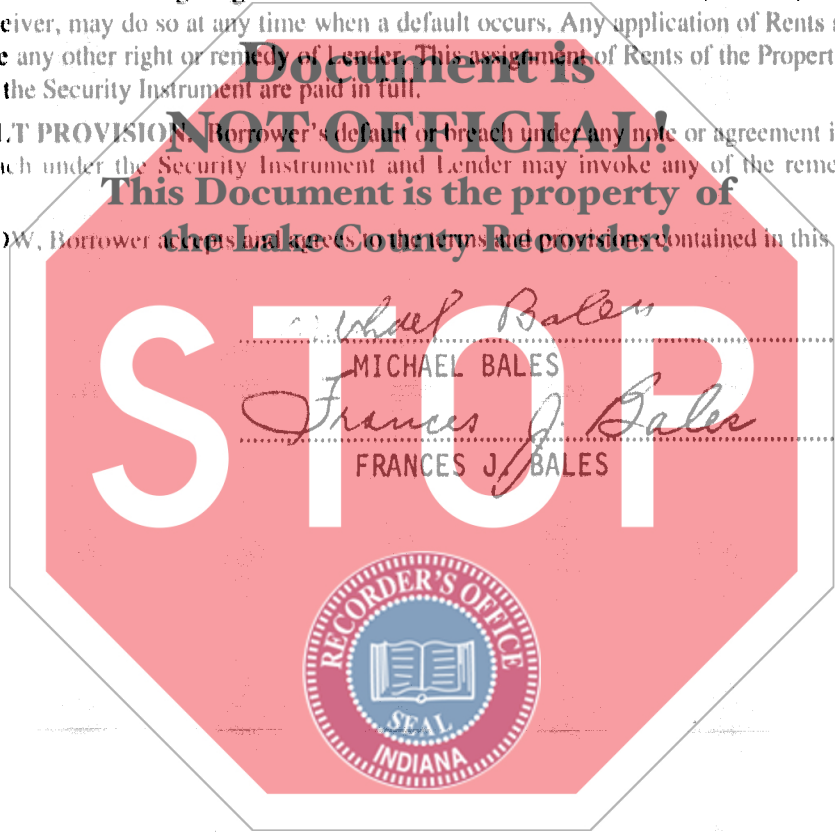 eiver, may do so at any time when a default occurs. Any application of Rents
any other right or remedy of Lender. This assignment of Rents of the Propert
Document is
the Security Instrument are paid in full.
NOT OFFICIAL!
LT PROVISION. Borrower's default or breach under any note or agreement i
ach under the Security Instrument and Lender may invoke any of the reme
This Document is the property of
the Lake County Recorder!
OW, Borrower accepts and agrees to the terms and provisions contained in this
STOP
Michael Bales
MICHAEL BALES
Frances J. Bales
FRANCES J. BALES
RECORDER'S OFFICE
SEAL
INDIANA